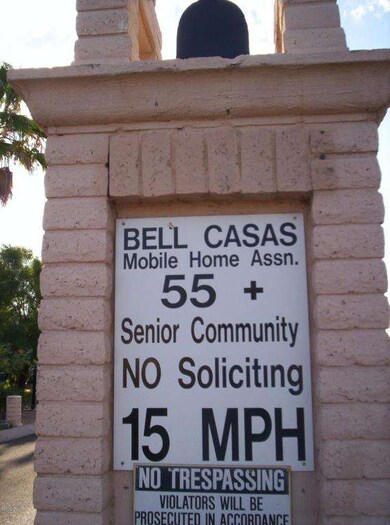 BELL CASAS
Mobile Home Assn.
55 +
Senior Community
NO Soliciting
15 MPH
NO TRESPASSING
VIOLATORS WILL BE
PROSECUTED IN ACCORDANCE